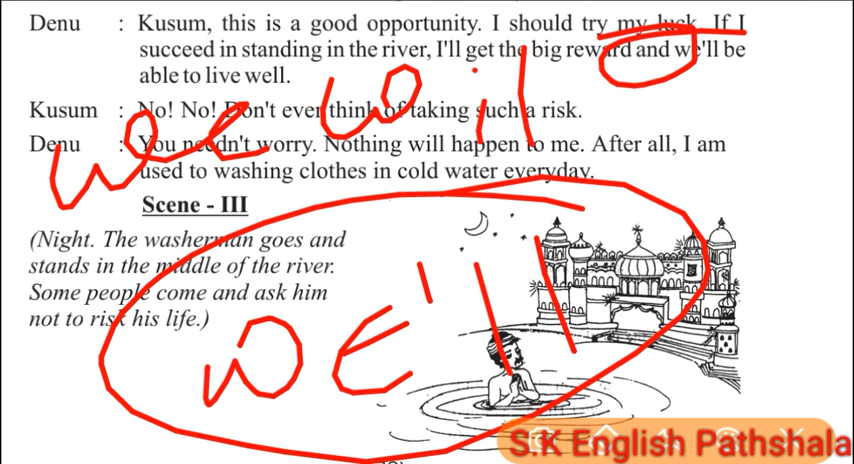 Denu : Kusum, this is a good opportunity. I should try my luck. If I
succeed in standing in the river, I'll get the big reward and we'll be
able to live well.
Kusum : No! No! Don't ever think of taking such a risk.
Denu : You needn't worry. Nothing will happen to me. After all, I am
used to washing clothes in cold water everyday.
we will
Scene - III
(Night. The washerman goes and
stands in the middle of the river.
Some people come and ask him
not to risk his life.)
we'll
S.K English Pathshala